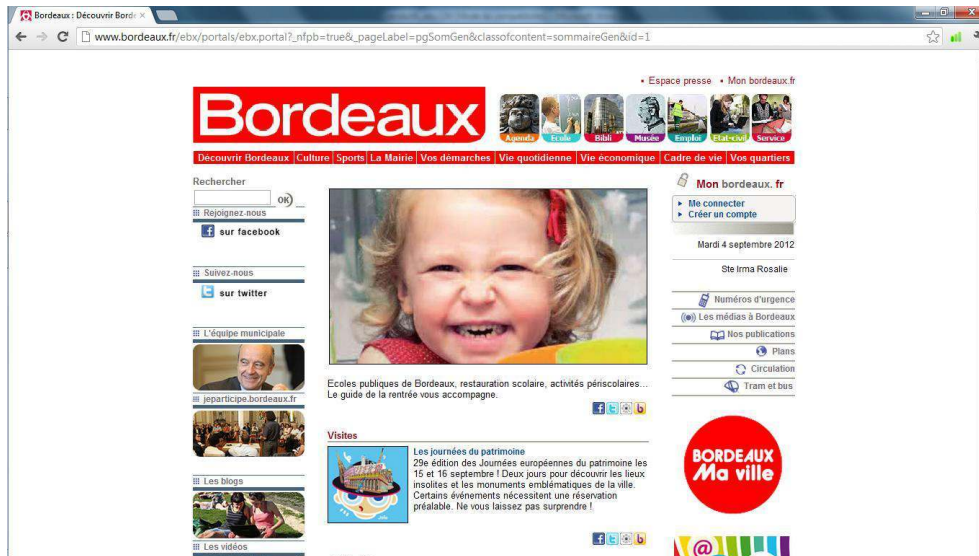 Bordeaux : Découvrir Borde
www.bordeaux.fr/ebx/portals/ebx.portal?_nfpb=true&_pageLabel=pgSomGen&classofcontent=sommaireGen&id=1
• Espace presse • Mon bordeaux.fr
Bordeaux
Agenda Ecole Bibli Musée Emploi Etat-civil Service
Découvrir Bordeaux Culture Sports La Mairie Vos démarches Vie quotidienne Vie économique Cadre de vie Vos quartiers
Rechercher
OK)
Rejoignez-nous
sur facebook
Suivez-nous
sur twitter
L'équipe municipale
jeparticipe.bordeaux.fr
Les blogs
Les vidéos
Ecoles publiques de Bordeaux, restauration scolaire, activités périscolaires...
Le guide de la rentrée vous accompagne.
Visites
Les journées du patrimoine
29e édition des Journées européennes du patrimoine les
15 et 16 septembre ! Deux jours pour découvrir les lieux
insolites et les monuments emblématiques de la ville.
Certains événements nécessitent une réservation
préalable. Ne vous laissez pas surprendre !
Mon bordeaux. fr
Me connecter
Créer un compte
Mardi 4 septembre 2012
Ste Irma Rosalie
Numéros d'urgence
Les médias à Bordeaux
Nos publications
Plans
Circulation
Tram et bus
BORDEAUX
Ma ville
@